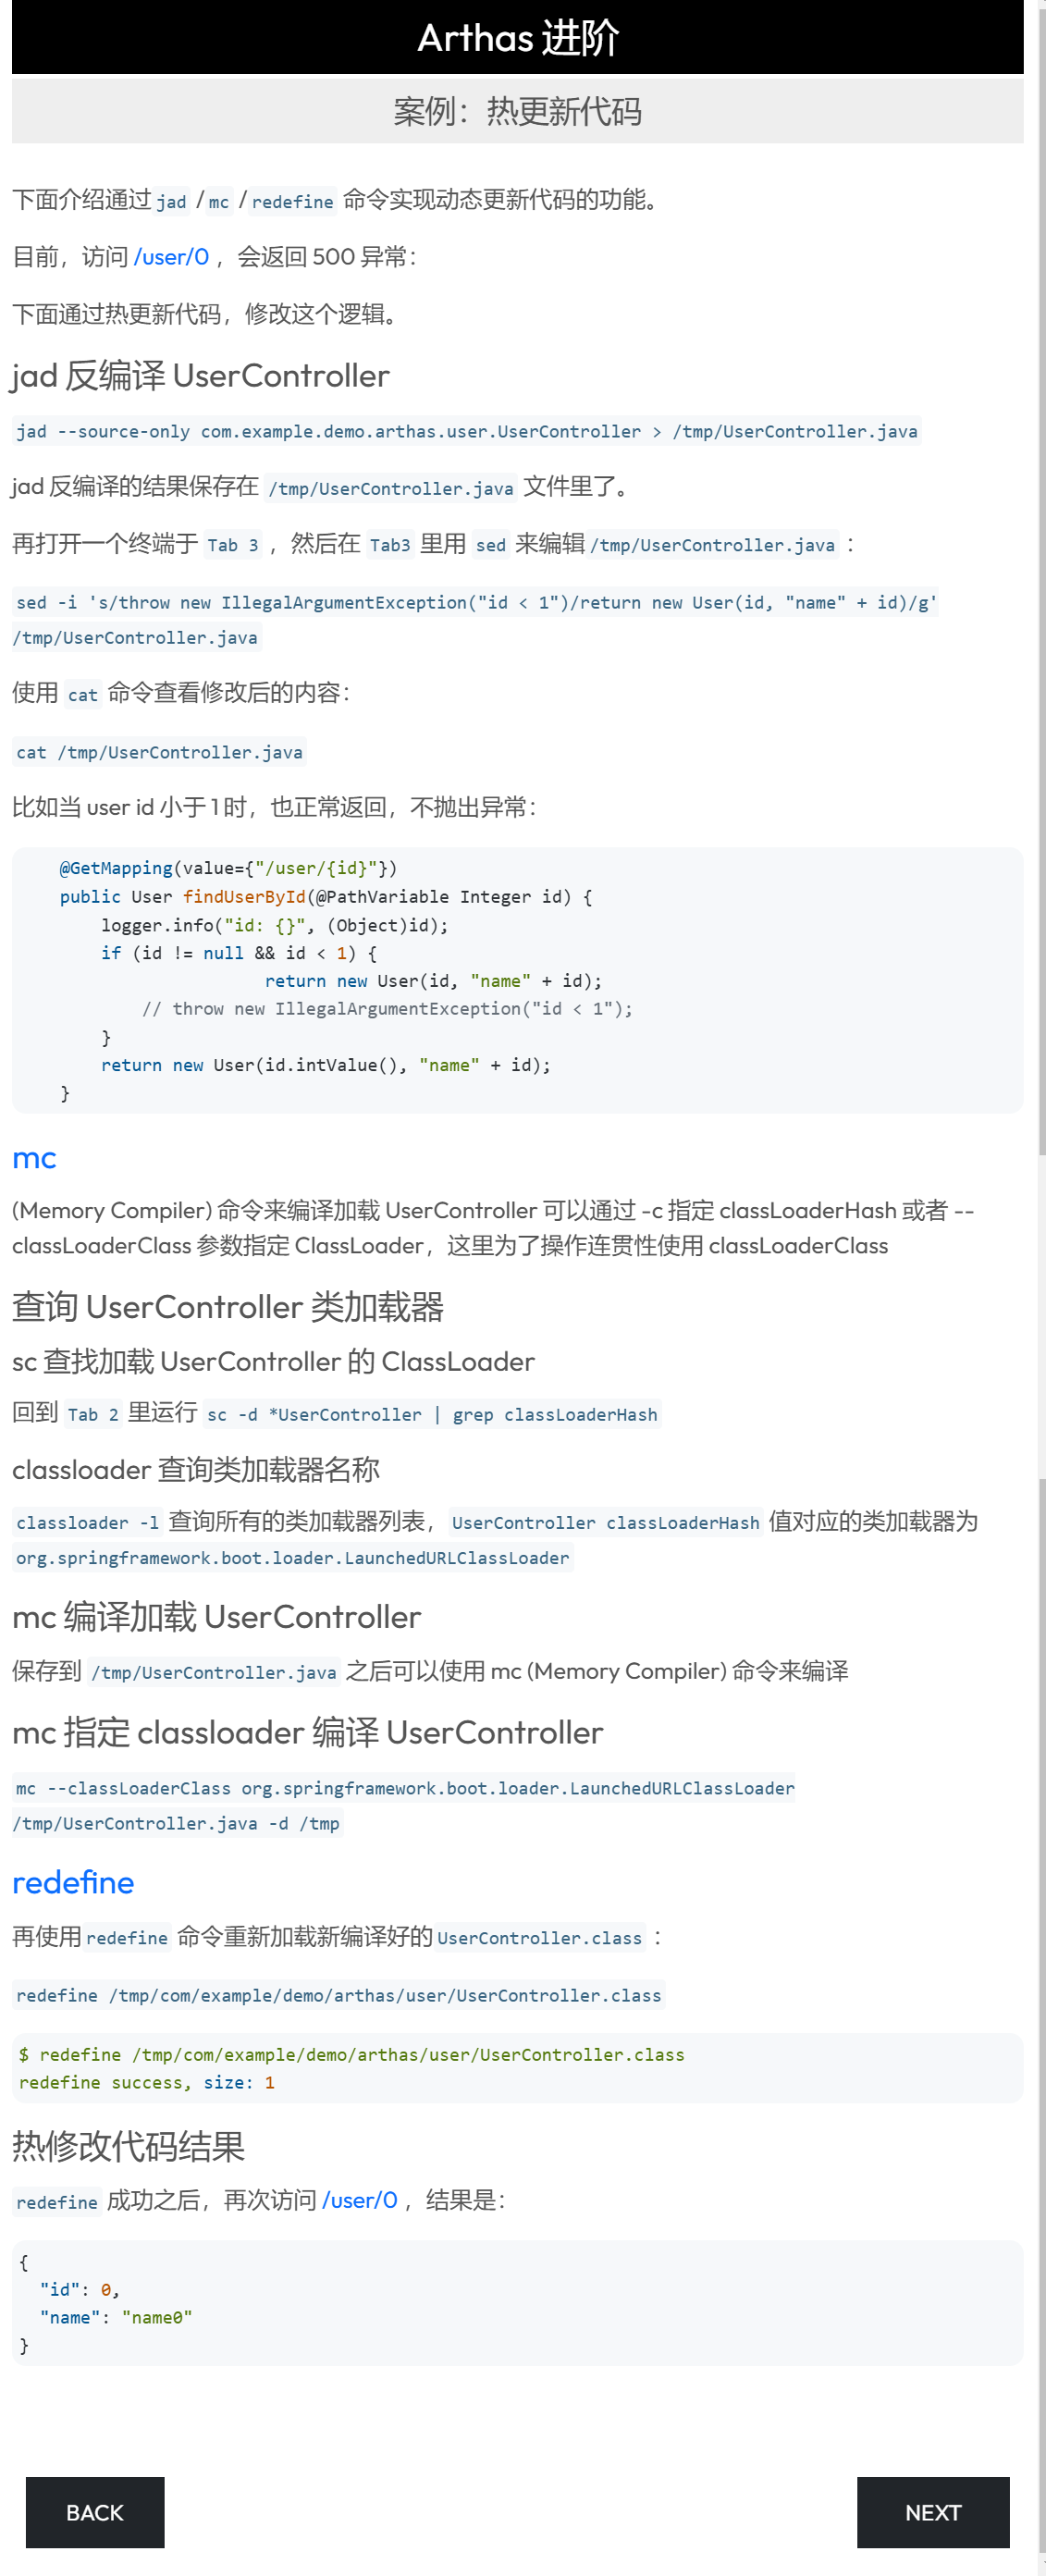 Arthas 进阶
案例：热更新代码
下面介绍通过 jad / mc / redefine 命令实现动态更新代码的功能。
目前，访问 /user/0 ，会返回 500 异常：
下面通过热更新代码，修改这个逻辑。
jad 反编译 UserController
jad --source-only com.example.demo.arthas.user.UserController > /tmp/UserController.java
jad 反编译的结果保存在 /tmp/UserController.java 文件里了。
再打开一个终端于 Tab 3 ，然后在 Tab3 里用 sed 来编辑 /tmp/UserController.java ：
sed -i 's/throw new IllegalArgumentException("id < 1")/return new User(id, "name" + id)/g'
/tmp/UserController.java
使用 cat 命令查看修改后的内容：
cat /tmp/UserController.java
比如当 user id 小于 1 时，也正常返回，不抛出异常：
@GetMapping(value={"/user/{id}"})
public User findUserById(@PathVariable Integer id) {
logger.info("id: {}", (Object)id);
if (id != null && id < 1) {
return new User(id, "name" + id);
// throw new IllegalArgumentException("id < 1");
}
return new User(id.intValue(), "name" + id);
}
mc
(Memory Compiler) 命令来编译加载 UserController 可以通过 -c 指定 classLoaderHash 或者 --
classLoaderClass 参数指定 ClassLoader，这里为了操作连贯性使用 classLoaderClass
查询 UserController 类加载器
sc 查找加载 UserController 的 ClassLoader
回到 Tab 2 里运行 sc -d *UserController | grep classLoaderHash
classloader 查询类加载器名称
classloader -l 查询所有的类加载器列表， UserController classLoaderHash 值对应的类加载器为
org.springframework.boot.loader.LaunchedURLClassLoader
mc 编译加载 UserController
保存到 /tmp/UserController.java 之后可以使用 mc (Memory Compiler) 命令来编译
mc 指定 classloader 编译 UserController
mc --classLoaderClass org.springframework.boot.loader.LaunchedURLClassLoader
/tmp/UserController.java -d /tmp
redefine
再使用 redefine 命令重新加载新编译好的 UserController.class ：
redefine /tmp/com/example/demo/arthas/user/UserController.class
$ redefine /tmp/com/example/demo/arthas/user/UserController.class
redefine success, size: 1
热修改代码结果
redefine 成功之后，再次访问 /user/0 ，结果是：
{
"id": 0,
"name": "name0"
}
BACK NEXT